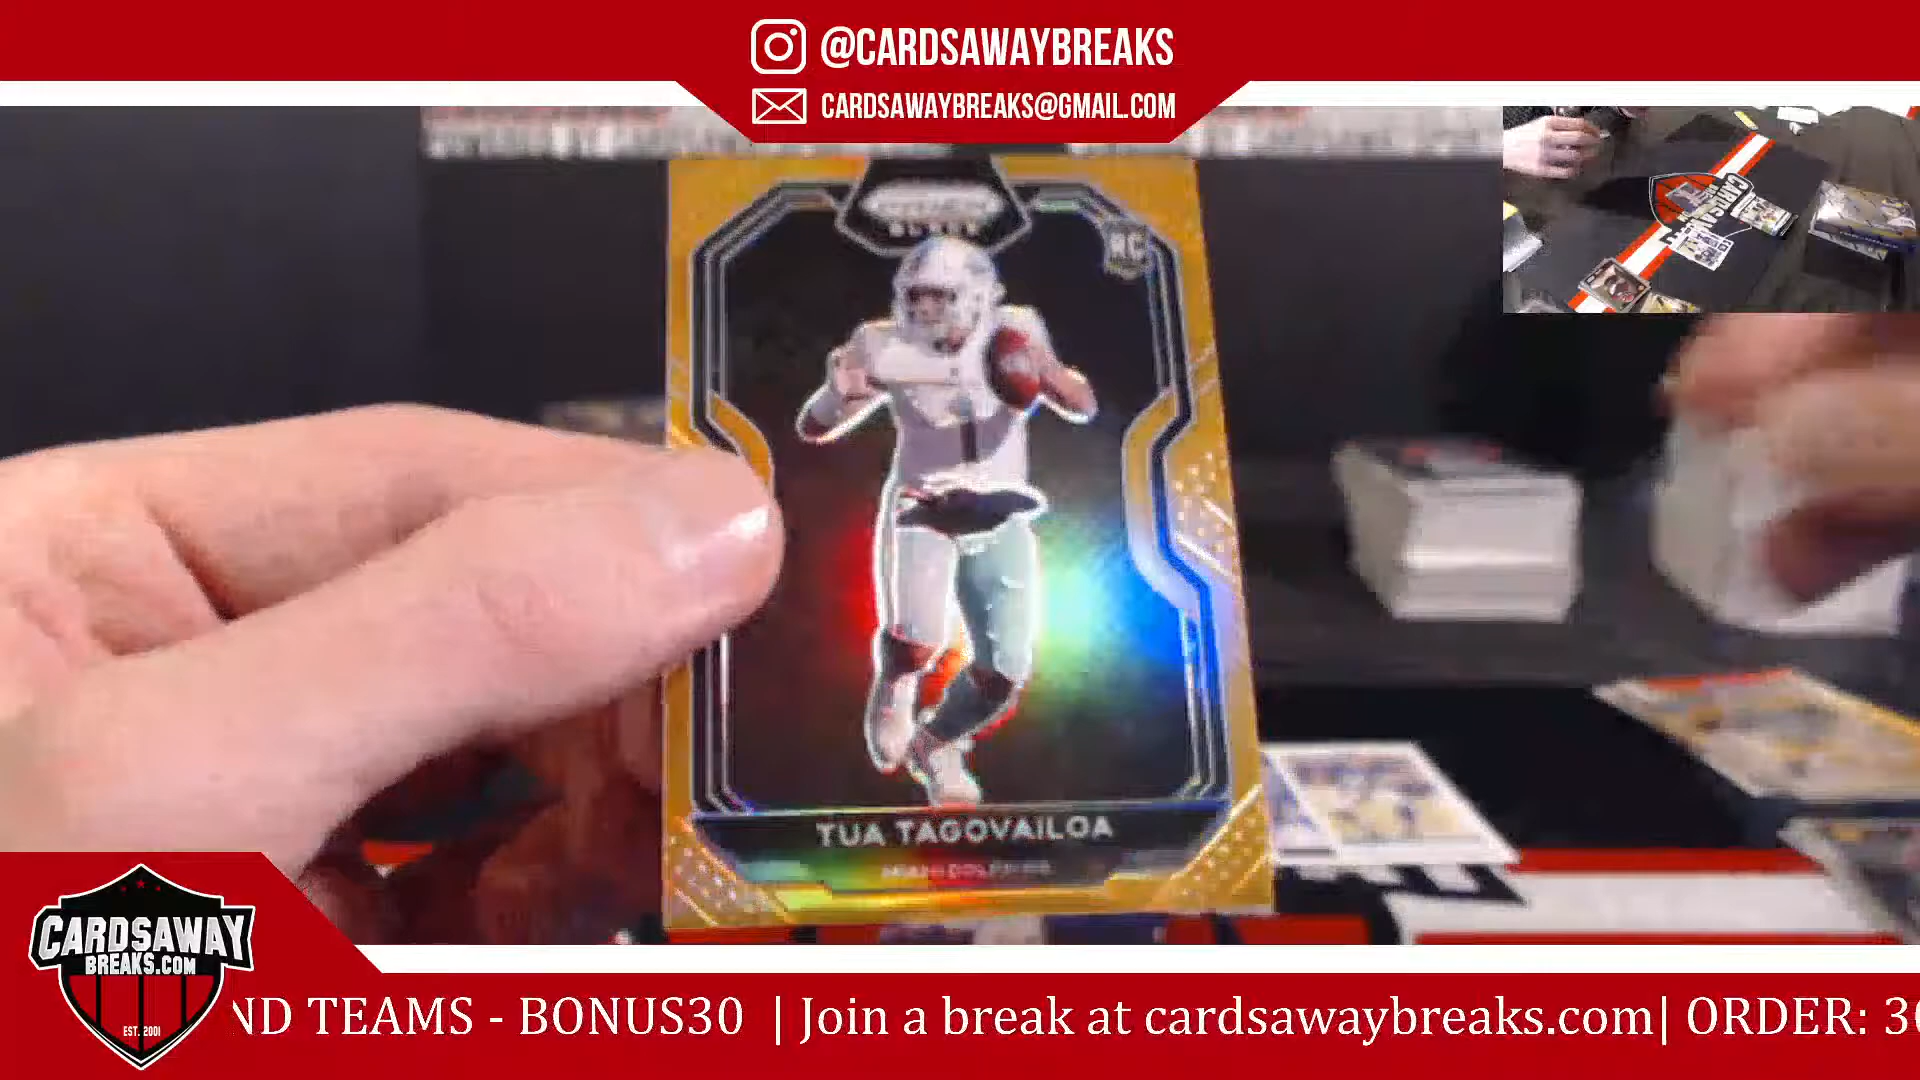 @CARDSAWAYBREAKS
CARDSAWAYBREAKS@GMAIL.COM
RC
TUA TAGOVAILOA
CARDSAWAY
BREAKS.COM
EST. 2001
ND TEAMS - BONUS30 | Join a break at cardsawaybreaks.com| ORDER: 30